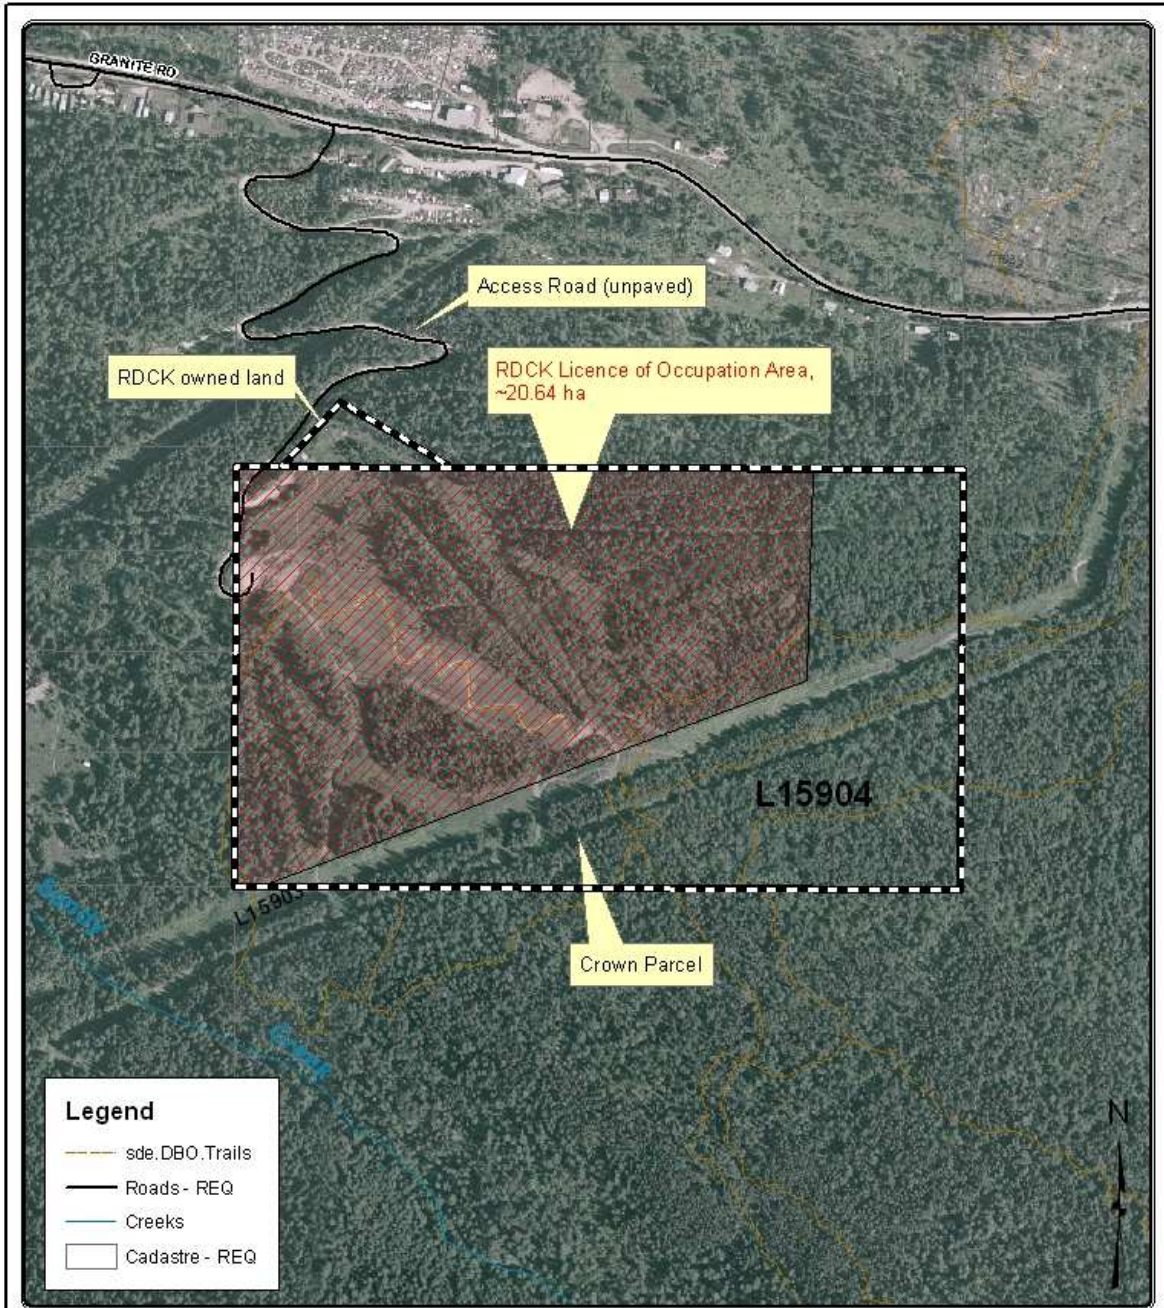 GRANITE RD
Access Road (unpaved)
RDCK owned land
RDCK Licence of Occupation Area,
~20.64 ha
L15904
Crown Parcel
Legend
sde.DBO.Trails
Roads - REQ
Creeks
Cadastre - REQ
N